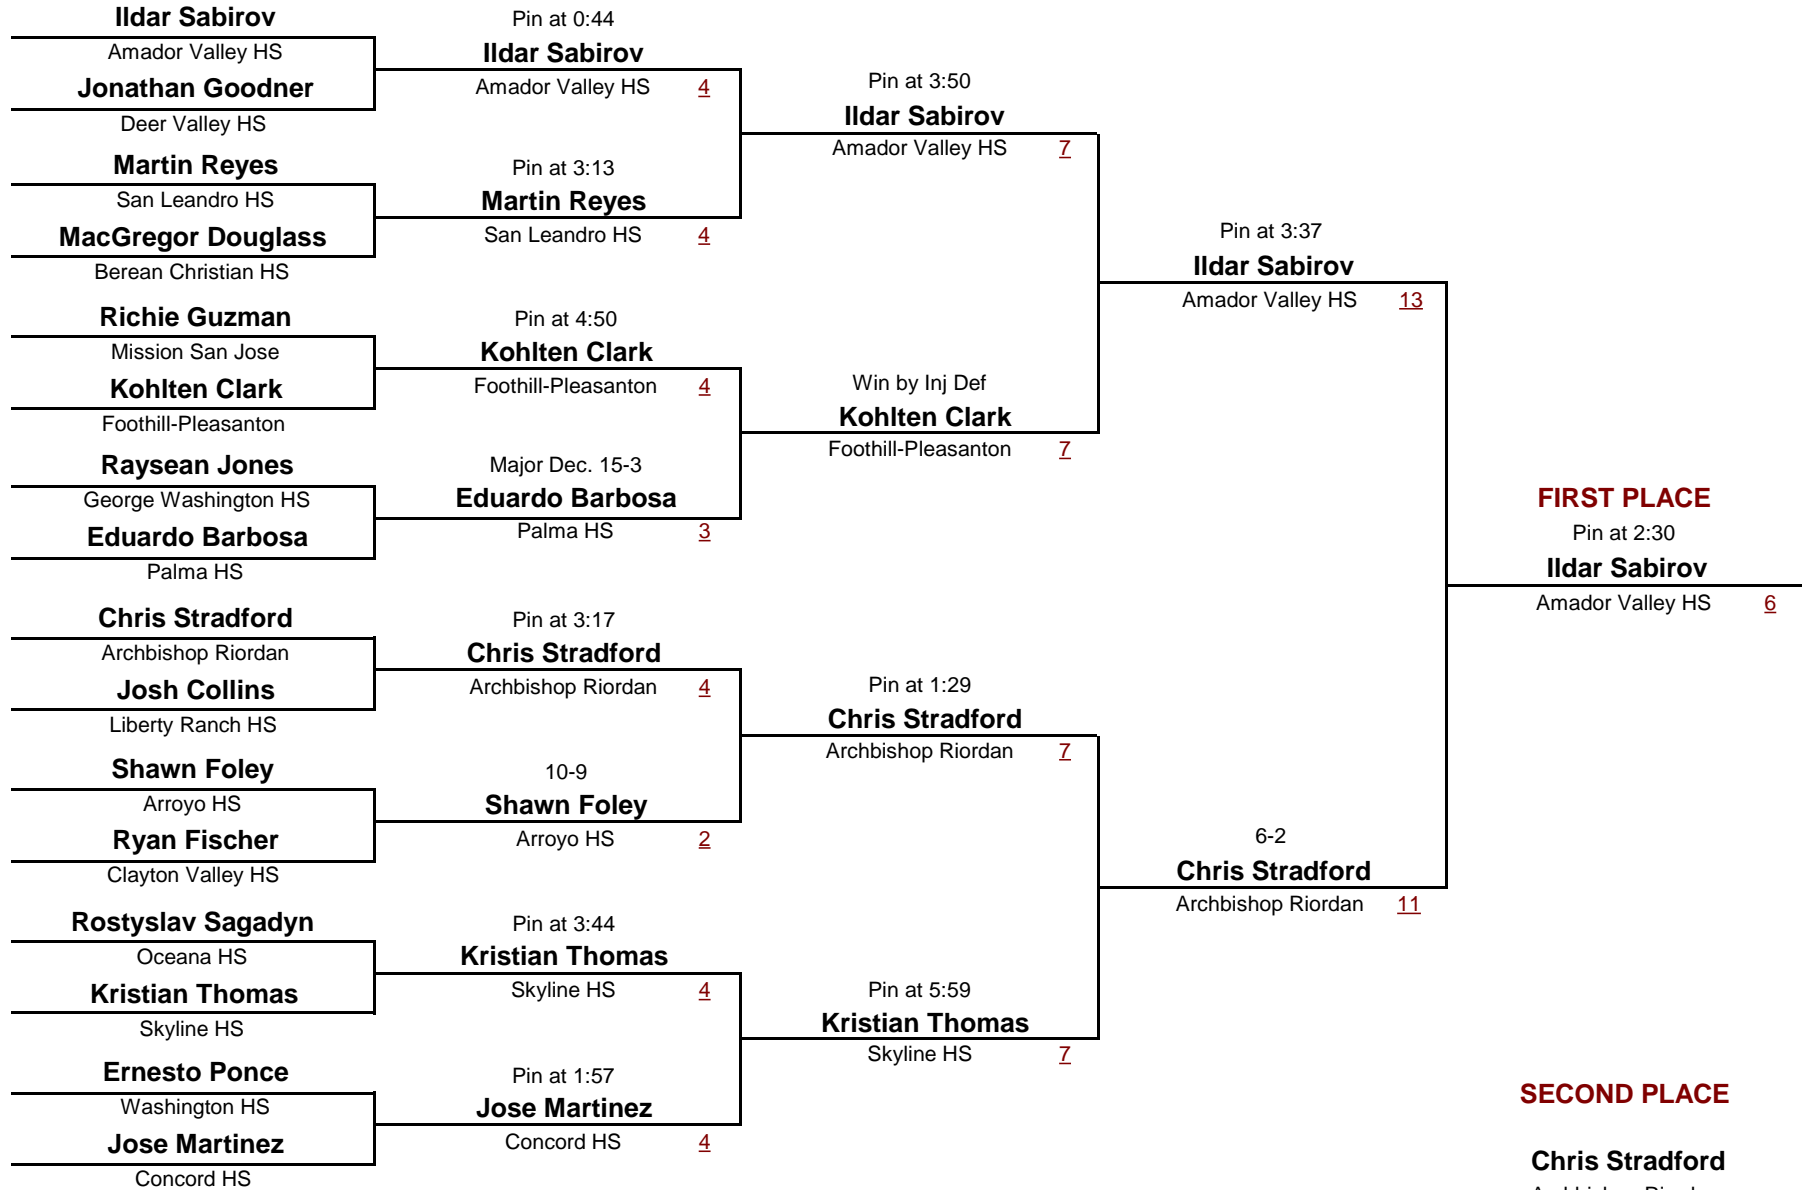 Ildar Sabirov
Amador Valley HS
Jonathan Goodner
Deer Valley HS
Martin Reyes
San Leandro HS
MacGregor Douglass
Berean Christian HS
Richie Guzman
Mission San Jose
Kohlten Clark
Foothill-Pleasanton
Raysean Jones
George Washington HS
Eduardo Barbosa
Palma HS
Chris Stradford
Archbishop Riordan
Josh Collins
Liberty Ranch HS
Shawn Foley
Arroyo HS
Ryan Fischer
Clayton Valley HS
Rostyslav Sagadyn
Oceana HS
Kristian Thomas
Skyline HS
Ernesto Ponce
Washington HS
Jose Martinez
Concord HS
Pin at 0:44
Ildar Sabirov
Amador Valley HS 4
Pin at 3:13
Martin Reyes
San Leandro HS 4
Pin at 4:50
Kohlten Clark
Foothill-Pleasanton 4
Major Dec. 15-3
Eduardo Barbosa
Palma HS 3
Pin at 3:17
Chris Stradford
Archbishop Riordan 4
10-9
Shawn Foley
Arroyo HS 2
Pin at 3:44
Kristian Thomas
Skyline HS 4
Pin at 1:57
Jose Martinez
Concord HS 4
Pin at 3:50
Ildar Sabirov
Amador Valley HS 7
Win by Inj Def
Kohlten Clark
Foothill-Pleasanton 7
Pin at 1:29
Chris Stradford
Archbishop Riordan 7
Pin at 5:59
Kristian Thomas
Skyline HS 7
Pin at 3:37
Ildar Sabirov
Amador Valley HS 13
6-2
Chris Stradford
Archbishop Riordan 11
FIRST PLACE
Pin at 2:30
Ildar Sabirov
Amador Valley HS 6
SECOND PLACE
Chris Stradford